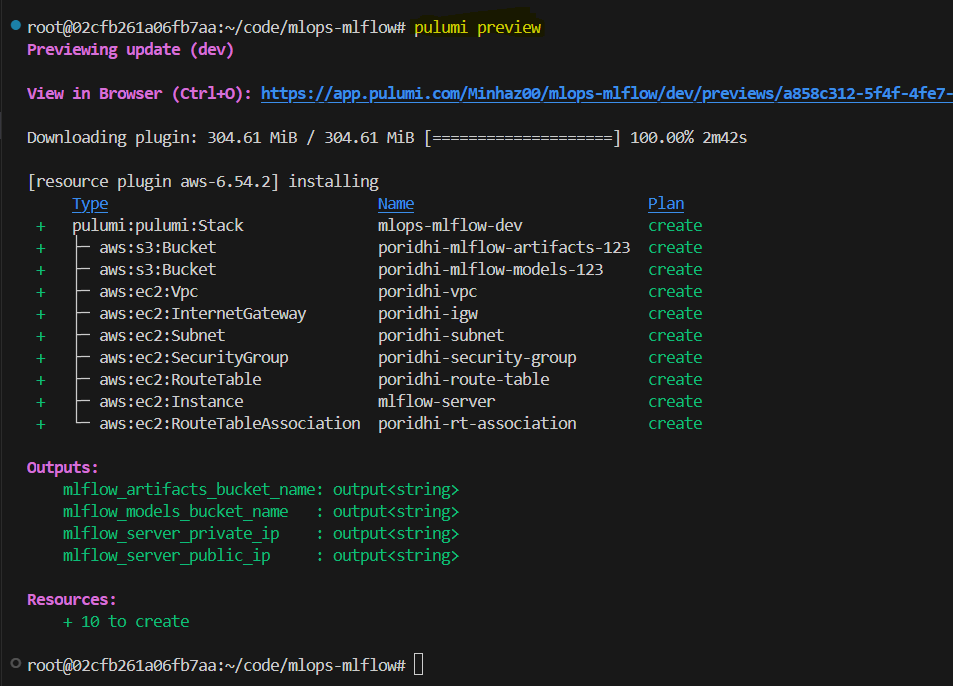 root@02cfb261a06fb7aa:~/code/mlops-mlflow# pulumi preview
Previewing update (dev)
View in Browser (Ctrl+O): https://app.pulumi.com/Minhaz00/mlops-mlflow/dev/previews/a858c312-5f4f-4fe7-
Downloading plugin: 304.61 MiB / 304.61 MiB [====================] 100.00% 2m42s
[resource plugin aws-6.54.2] installing
Type Name Plan
+ pulumi:pulumi:Stack mlops-mlflow-dev create
+ ├─ aws:s3:Bucket poridhi-mlflow-artifacts-123 create
+ ├─ aws:s3:Bucket poridhi-mlflow-models-123 create
+ ├─ aws:ec2:Vpc poridhi-vpc create
+ ├─ aws:ec2:InternetGateway poridhi-igw create
+ ├─ aws:ec2:Subnet poridhi-subnet create
+ ├─ aws:ec2:SecurityGroup poridhi-security-group create
+ ├─ aws:ec2:RouteTable poridhi-route-table create
+ ├─ aws:ec2:Instance mlflow-server create
+ └─ aws:ec2:RouteTableAssociation poridhi-rt-association create
Outputs:
mlflow_artifacts_bucket_name: output<string>
mlflow_models_bucket_name : output<string>
mlflow_server_private_ip : output<string>
mlflow_server_public_ip : output<string>
Resources:
+ 10 to create
root@02cfb261a06fb7aa:~/code/mlops-mlflow#